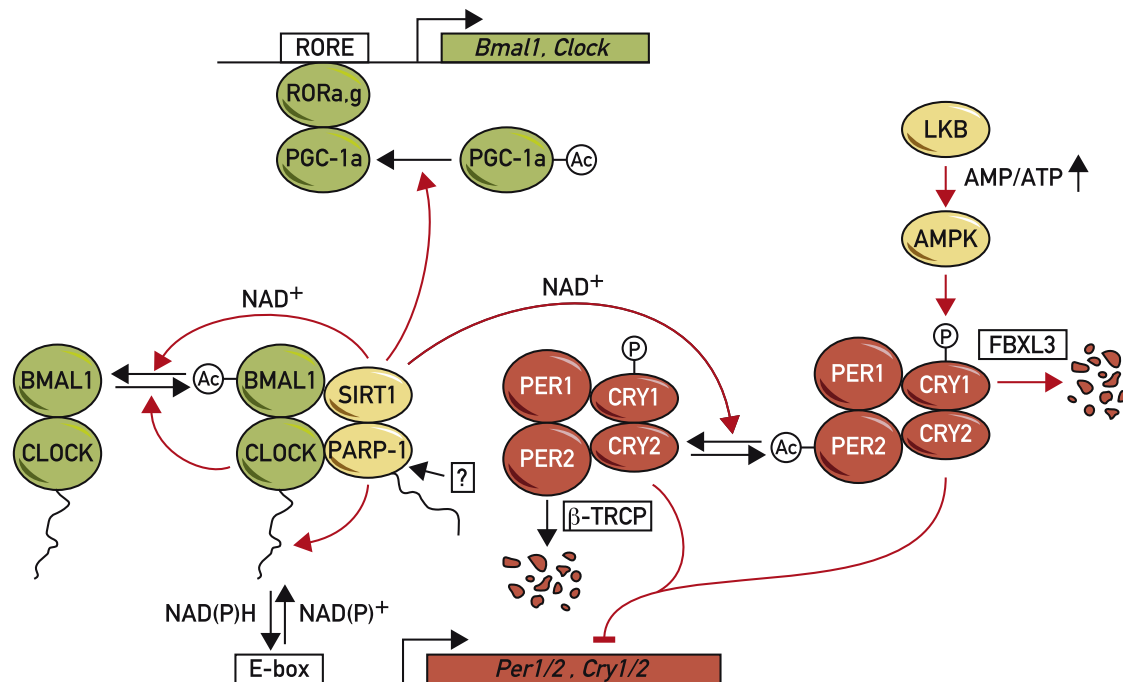 RORE
Bmal1, Clock
RORa,g
PGC-1a
PGC-1a
Ac
LKB
AMP/ATP
AMPK
NAD+
NAD+
P
P
FBXL3
BMAL1
Ac
BMAL1
SIRT1
PER1
CRY1
PER1
CRY1
CLOCK
CLOCK
PARP-1
PER2
CRY2
Ac
PER2
CRY2
?
β-TRCP
NAD(P)H
NAD(P)+
E-box
Per1/2 , Cry1/2